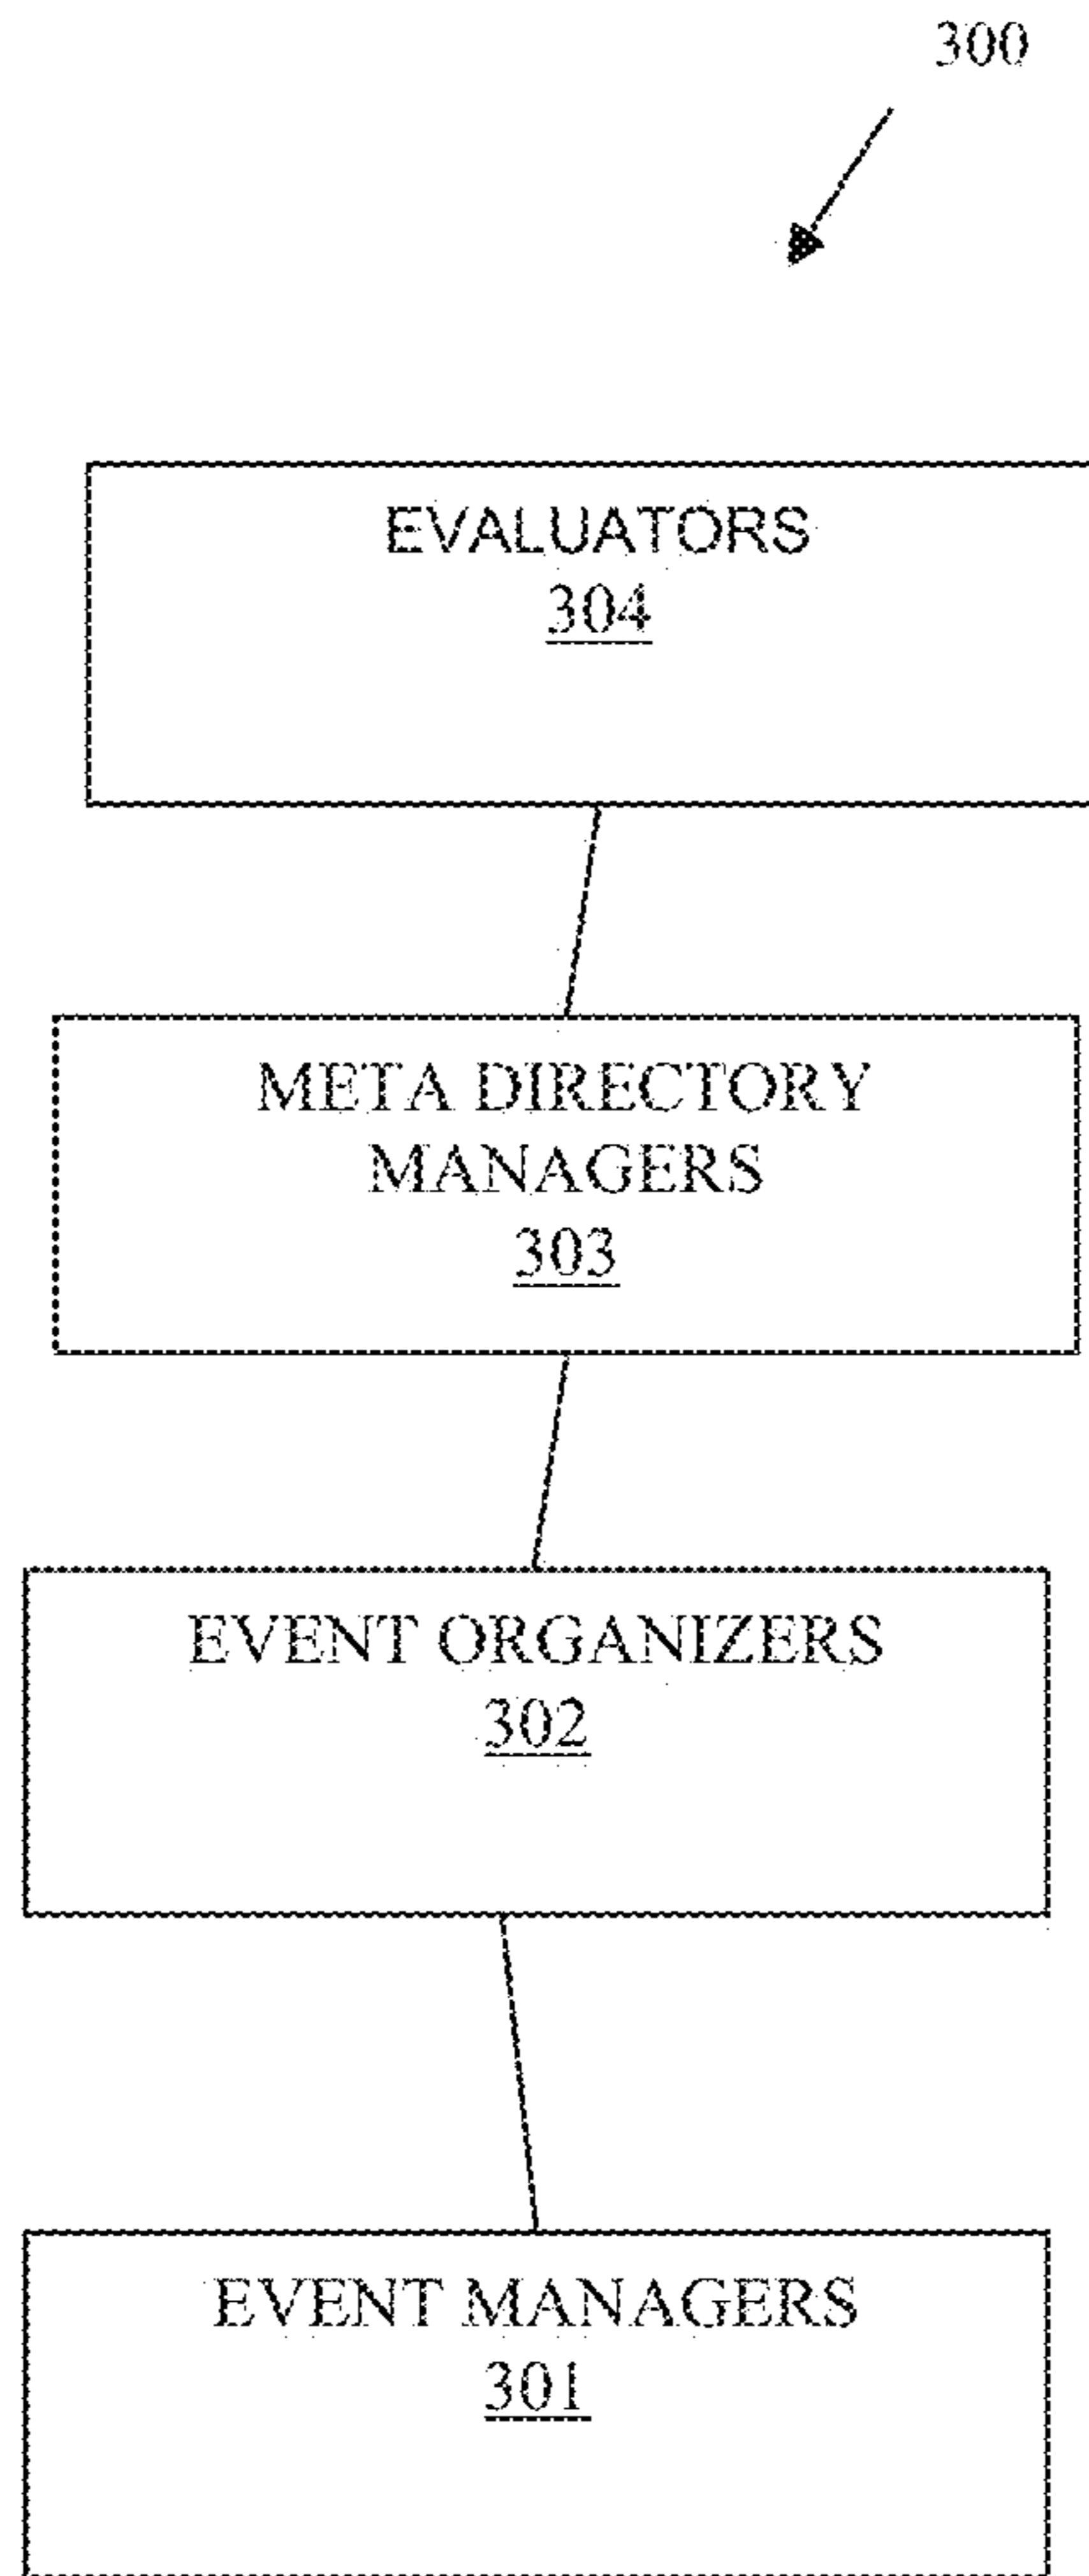 300
EVALUATORS
304
META DIRECTORY
MANAGERS
303
EVENT ORGANIZERS
302
EVENT MANAGERS
301